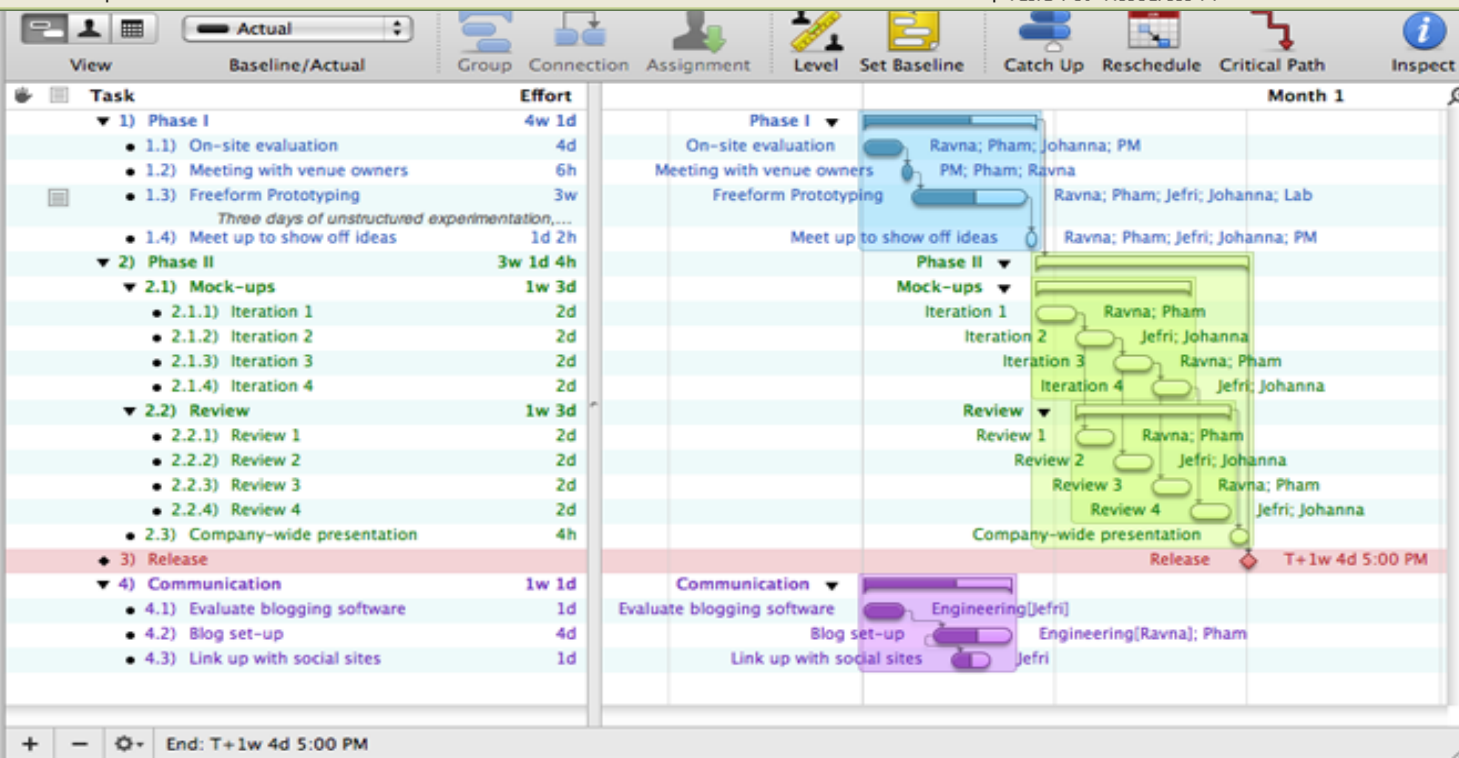 Actual
View Baseline/Actual Group Connection Assignment Level Set Baseline Catch Up Reschedule Critical Path Inspect
Task Effort Month 1
1) Phase I 4w 1d Phase I
1.1) On-site evaluation 4d On-site evaluation Ravna; Pham; Johanna; PM
1.2) Meeting with venue owners 6h Meeting with venue owners PM; Pham; Ravna
1.3) Freeform Prototyping 3w Freeform Prototyping Ravna; Pham; Jefri; Johanna; Lab
Three days of unstructured experimentation,...
1.4) Meet up to show off ideas 1d 2h Meet up to show off ideas Ravna; Pham; Jefri; Johanna; PM
2) Phase II 3w 1d 4h Phase II
2.1) Mock-ups 1w 3d Mock-ups
2.1.1) Iteration 1 2d Iteration 1 Ravna; Pham
2.1.2) Iteration 2 2d Iteration 2 Jefri; Johanna
2.1.3) Iteration 3 2d Iteration 3 Ravna; Pham
2.1.4) Iteration 4 2d Iteration 4 Jefri; Johanna
2.2) Review 1w 3d Review
2.2.1) Review 1 2d Review 1 Ravna; Pham
2.2.2) Review 2 2d Review 2 Jefri; Johanna
2.2.3) Review 3 2d Review 3 Ravna; Pham
2.2.4) Review 4 2d Review 4 Jefri; Johanna
2.3) Company-wide presentation 4h Company-wide presentation
3) Release Release T+1w 4d 5:00 PM
4) Communication 1w 1d Communication
4.1) Evaluate blogging software 1d Evaluate blogging software Engineering[Jefri]
4.2) Blog set-up 4d Blog set-up Engineering[Ravna]; Pham
4.3) Link up with social sites 1d Link up with social sites Jefri
End: T+1w 4d 5:00 PM